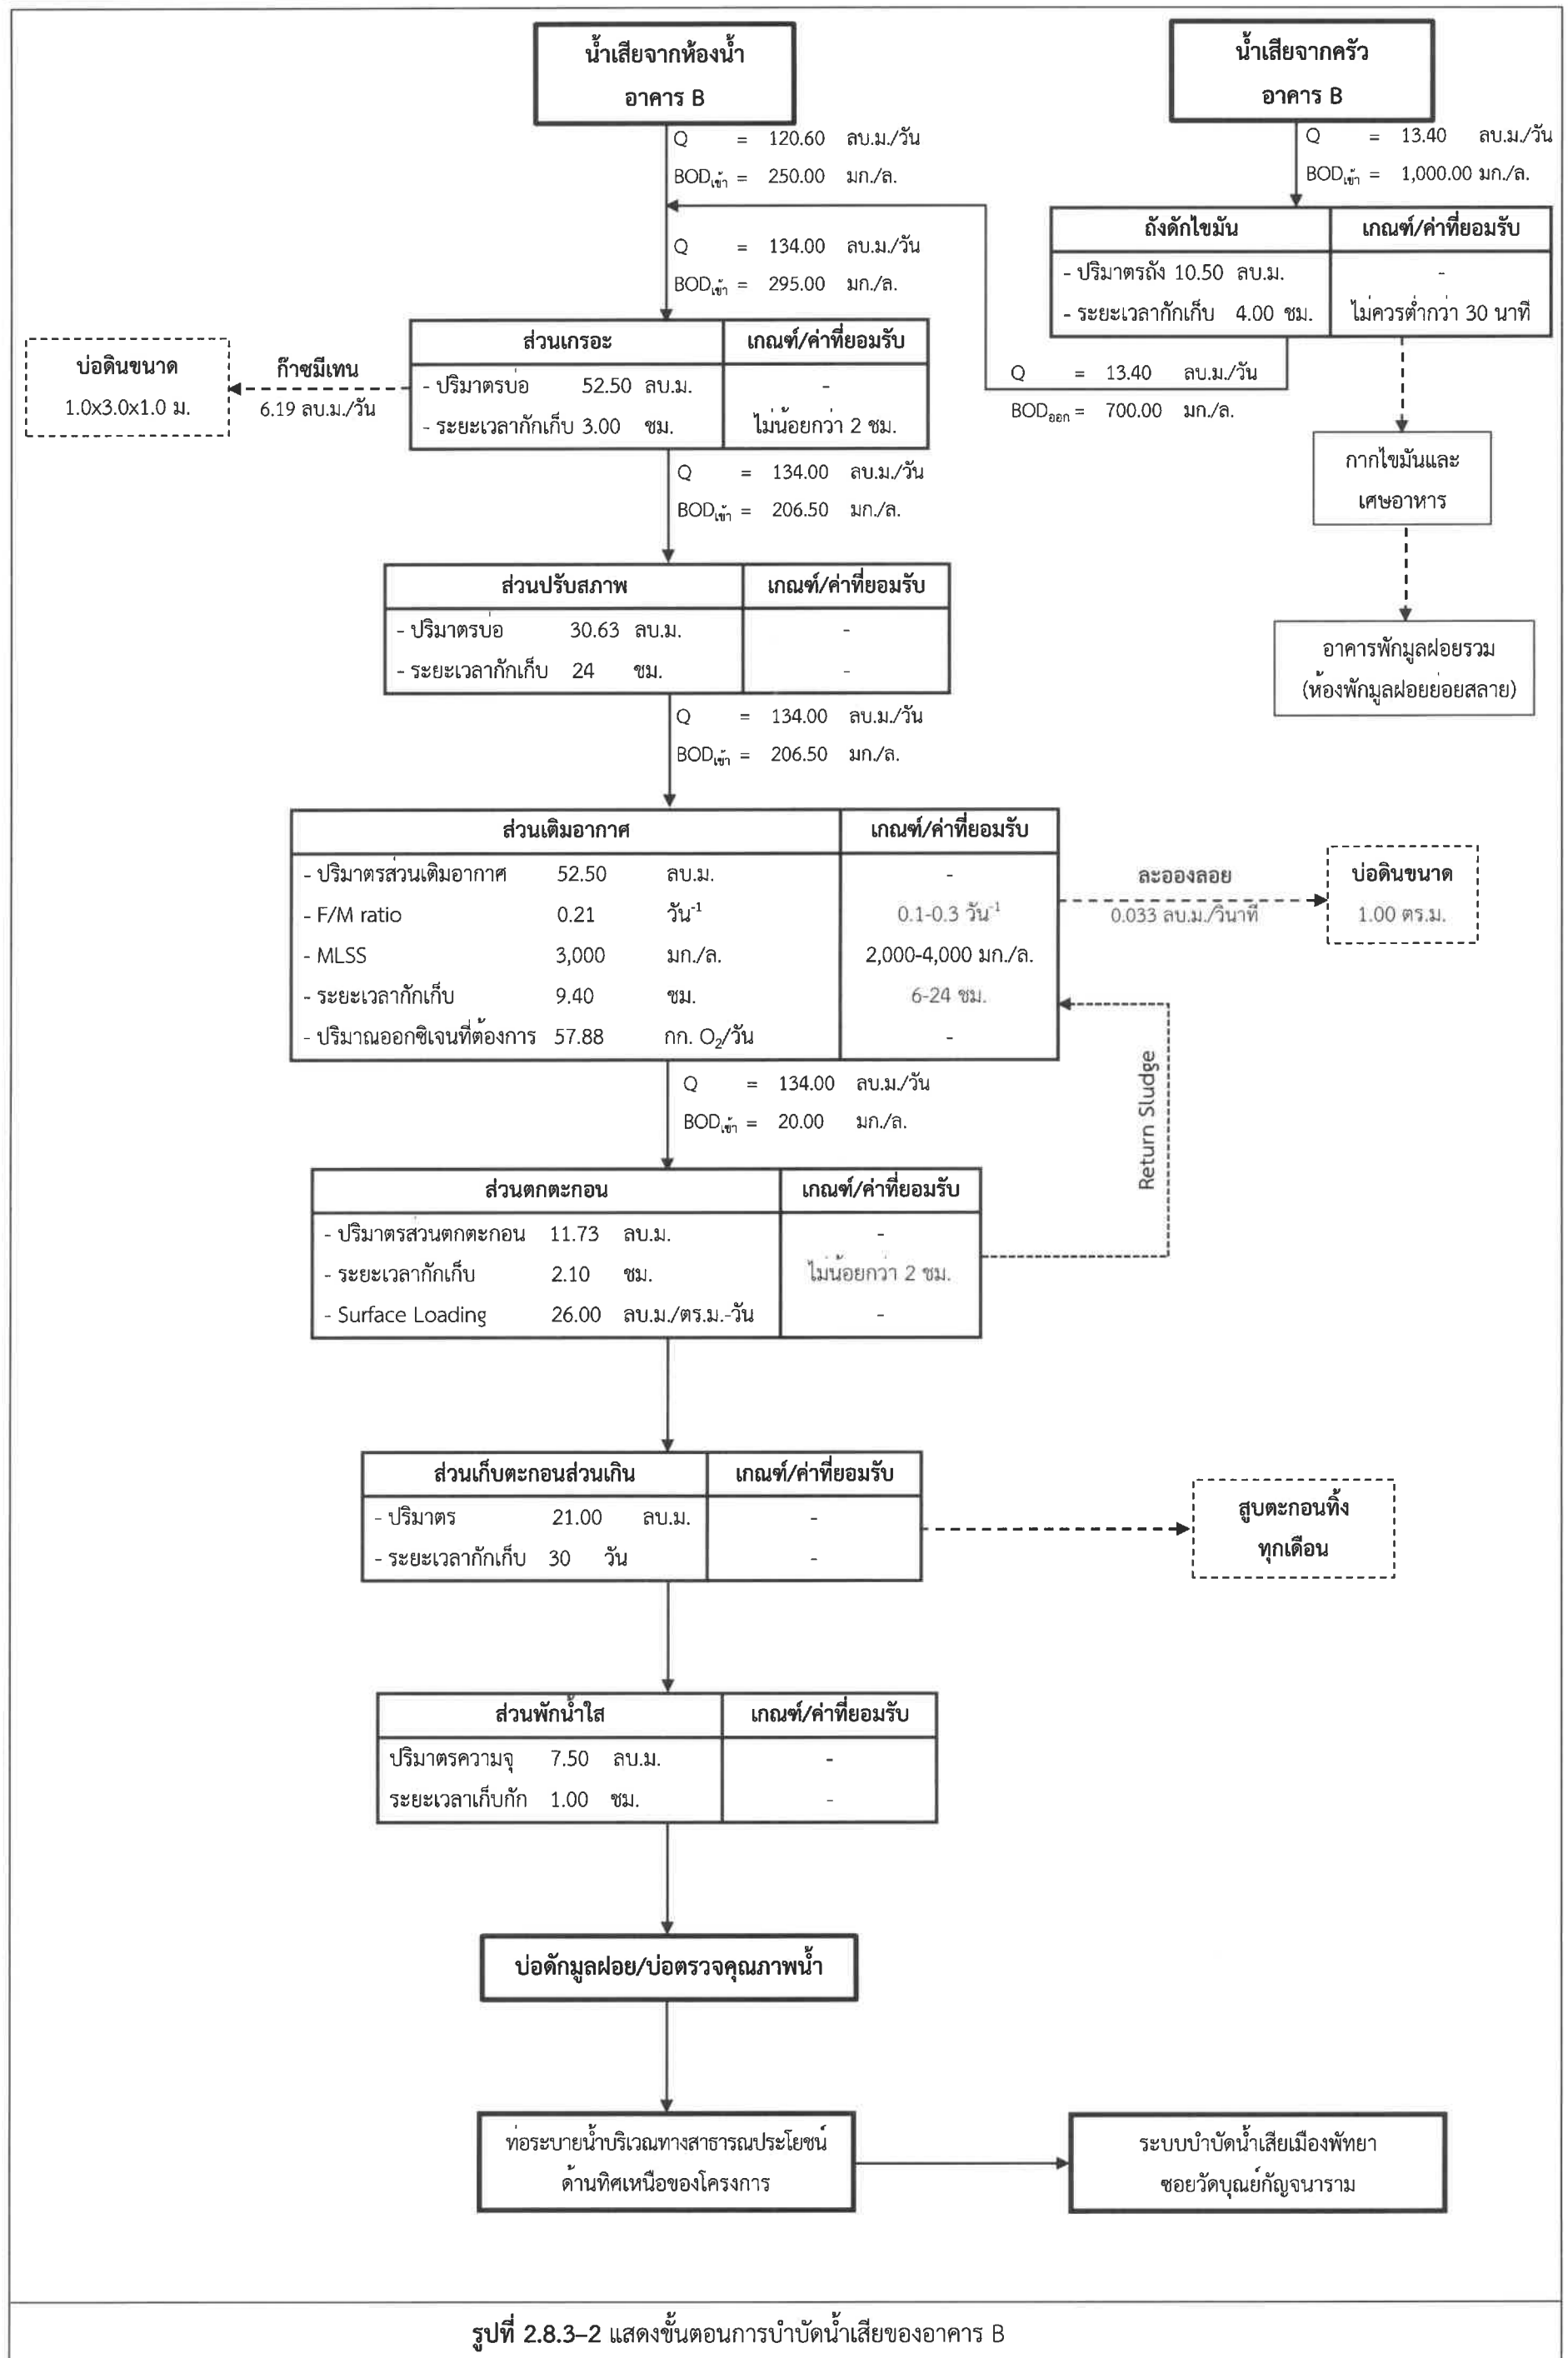 น้ำเสียจากห้องน้ำ
อาคาร B
น้ำเสียจากครัว
อาคาร B
Q = 120.60 ลบ.ม./วัน
BODเข้า = 250.00 มก./ล.
Q = 13.40 ลบ.ม./วัน
BODเข้า = 1,000.00 มก./ล.
ถังดักไขมัน เกณฑ์/ค่าที่ยอมรับ
- ปริมาตรถัง 10.50 ลบ.ม. -
- ระยะเวลากักเก็บ 4.00 ชม. ไม่ควรต่ำกว่า 30 นาที
Q = 134.00 ลบ.ม./วัน
BODเข้า = 295.00 มก./ล.
ส่วนเกรอะ เกณฑ์/ค่าที่ยอมรับ
- ปริมาตรบ่อ 52.50 ลบ.ม. -
- ระยะเวลากักเก็บ 3.00 ชม. ไม่น้อยกว่า 2 ชม.
ก๊าซมีเทน
6.19 ลบ.ม./วัน
บ่อดินขนาด
1.0x3.0x1.0 ม.
Q = 13.40 ลบ.ม./วัน
BODออก = 700.00 มก./ล.
กากไขมันและ
เศษอาหาร
อาคารพักมูลฝอยรวม
(ห้องพักมูลฝอยย่อยสลาย)
Q = 134.00 ลบ.ม./วัน
BODเข้า = 206.50 มก./ล.
ส่วนปรับสภาพ เกณฑ์/ค่าที่ยอมรับ
- ปริมาตรบ่อ 30.63 ลบ.ม. -
- ระยะเวลากักเก็บ 24 ชม. -
Q = 134.00 ลบ.ม./วัน
BODเข้า = 206.50 มก./ล.
ส่วนเติมอากาศ เกณฑ์/ค่าที่ยอมรับ
- ปริมาตรส่วนเติมอากาศ 52.50 ลบ.ม. -
- F/M ratio 0.21 วัน⁻¹ 0.1-0.3 วัน⁻¹
- MLSS 3,000 มก./ล. 2,000-4,000 มก./ล.
- ระยะเวลากักเก็บ 9.40 ชม. 6-24 ชม.
- ปริมาณออกซิเจนที่ต้องการ 57.88 กก. O₂/วัน -
ละอองลอย
0.033 ลบ.ม./วินาที
บ่อดินขนาด
1.00 ตร.ม.
Return Sludge
Q = 134.00 ลบ.ม./วัน
BODเข้า = 20.00 มก./ล.
ส่วนตกตะกอน เกณฑ์/ค่าที่ยอมรับ
- ปริมาตรส่วนตกตะกอน 11.73 ลบ.ม. -
- ระยะเวลากักเก็บ 2.10 ชม. ไม่น้อยกว่า 2 ชม.
- Surface Loading 26.00 ลบ.ม./ตร.ม.-วัน -
ส่วนเก็บตะกอนส่วนเกิน เกณฑ์/ค่าที่ยอมรับ
- ปริมาตร 21.00 ลบ.ม. -
- ระยะเวลากักเก็บ 30 วัน -
สูบตะกอนทิ้ง
ทุกเดือน
ส่วนพักน้ำใส เกณฑ์/ค่าที่ยอมรับ
ปริมาตรความจุ 7.50 ลบ.ม. -
ระยะเวลาเก็บกัก 1.00 ชม. -
บ่อดักมูลฝอย/บ่อตรวจคุณภาพน้ำ
ท่อระบายน้ำบริเวณทางสาธารณประโยชน์
ด้านทิศเหนือของโครงการ
ระบบบำบัดน้ำเสียเมืองพัทยา
ซอยวัดบุณย์กัญจนาราม
รูปที่ 2.8.3–2 แสดงขั้นตอนการบำบัดน้ำเสียของอาคาร B